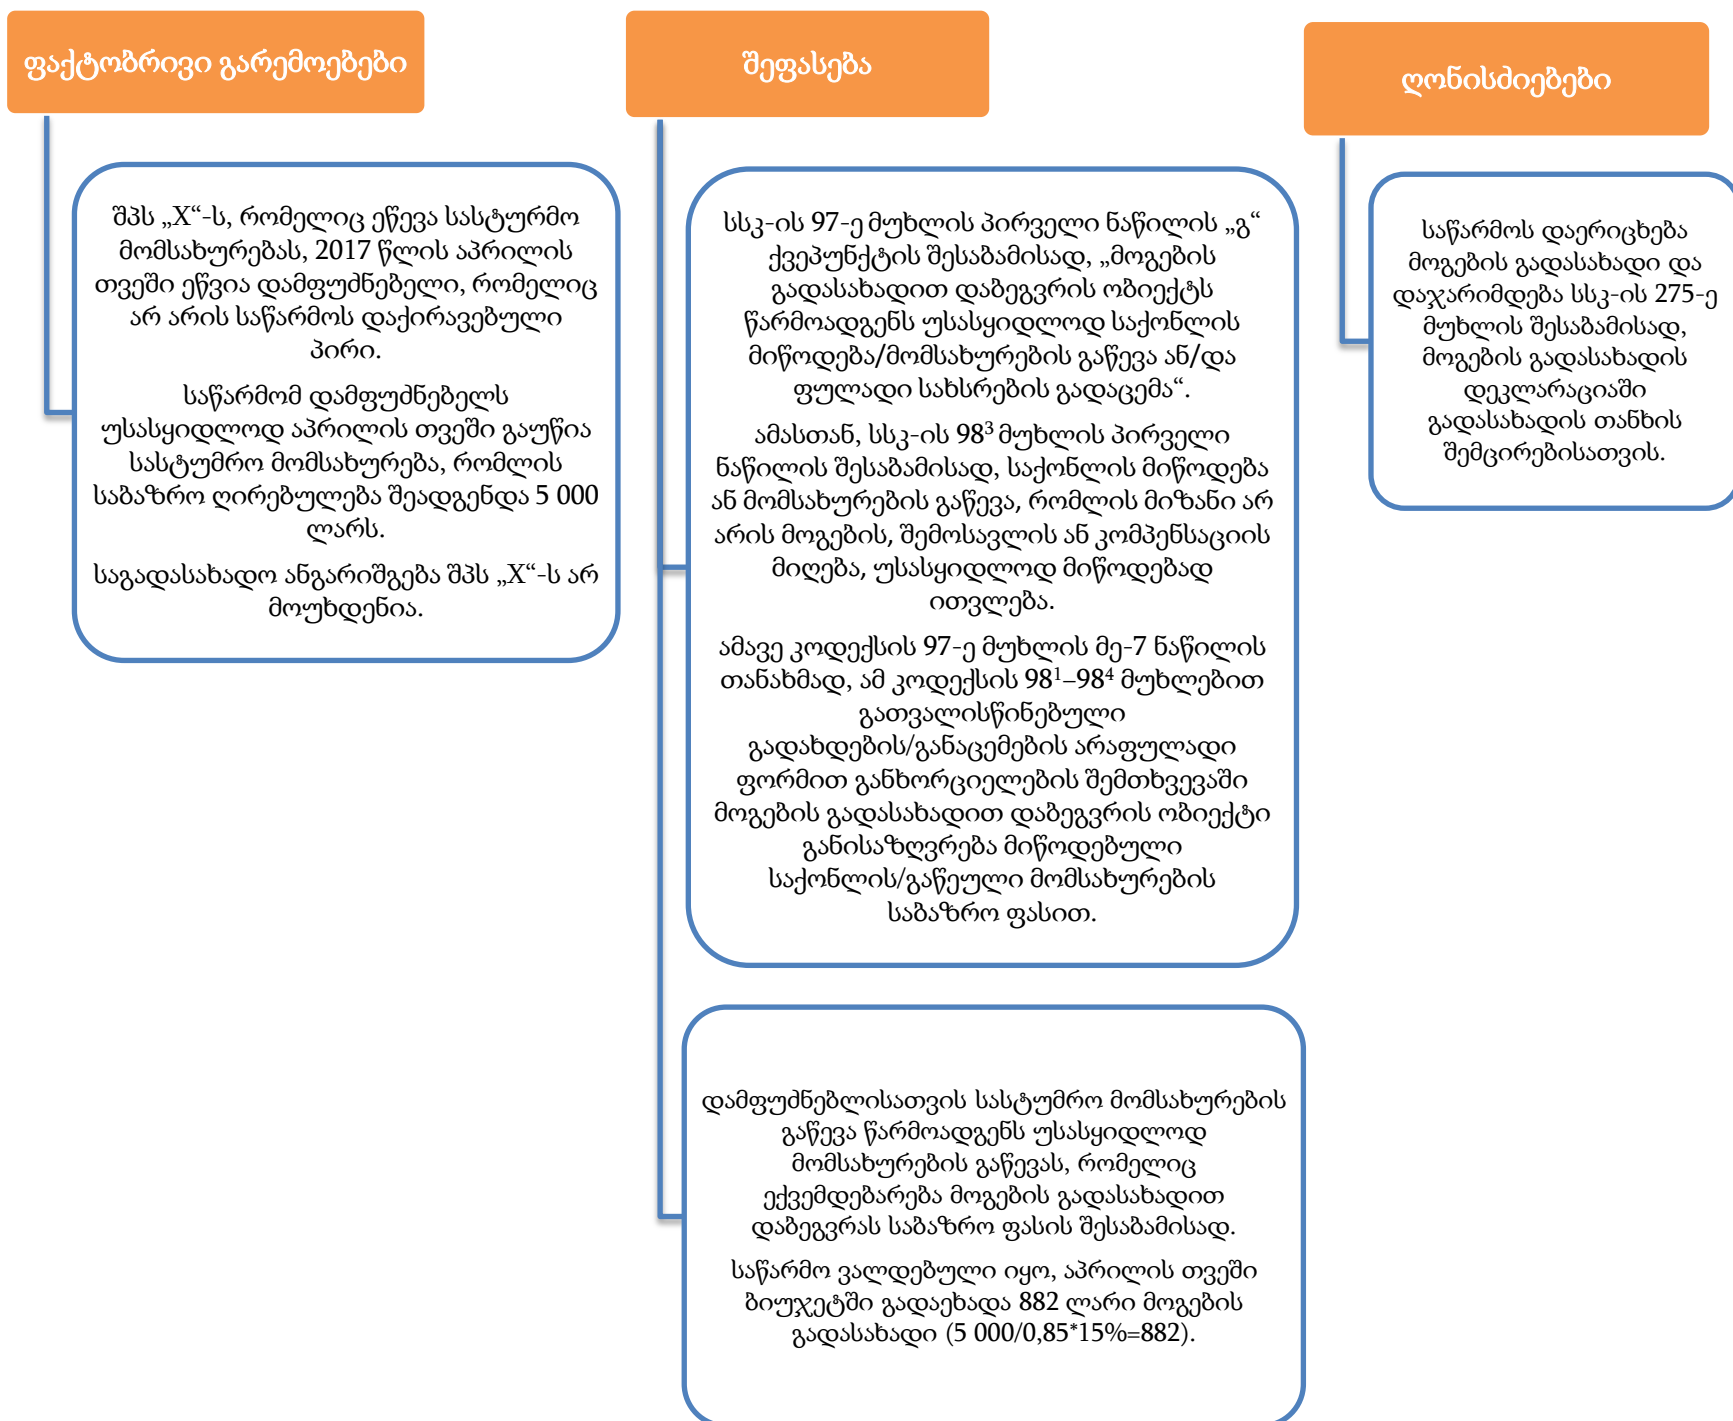 ფაქტობრივი გარემოებები
შპს „X“-ს, რომელიც ეწევა სასტურმო
მომსახურებას, 2017 წლის აპრილის
თვეში ეწვია დამფუძნებელი, რომელიც
არ არის საწარმოს დაქირავებული
პირი.
საწარმომ დამფუძნებელს
უსასყიდლოდ აპრილის თვეში გაუწია
სასტუმრო მომსახურება, რომლის
საბაზრო ღირებულება შეადგენდა 5 000
ლარს.
საგადასახადო ანგარიშგება შპს „X“-ს არ
მოუხდენია.
შეფასება
სსკ-ის 97-ე მუხლის პირველი ნაწილის „გ“
ქვეპუნქტის შესაბამისად, „მოგების
გადასახადით დაბეგვრის ობიექტს
წარმოადგენს უსასყიდლოდ საქონლის
მიწოდება/მომსახურების გაწევა ან/და
ფულადი სახსრების გადაცემა“.
ამასთან, სსკ-ის 98³ მუხლის პირველი
ნაწილის შესაბამისად, საქონლის მიწოდება
ან მომსახურების გაწევა, რომლის მიზანი არ
არის მოგების, შემოსავლის ან კომპენსაციის
მიღება, უსასყიდლოდ მიწოდებად
ითვლება.
ამავე კოდექსის 97-ე მუხლის მე-7 ნაწილის
თანახმად, ამ კოდექსის 98¹–98⁴ მუხლებით
გათვალისწინებული
გადახდების/განაცემების არაფულადი
ფორმით განხორციელების შემთხვევაში
მოგების გადასახადით დაბეგვრის ობიექტი
განისაზღვრება მიწოდებული
საქონლის/გაწეული მომსახურების
საბაზრო ფასით.
დამფუძნებლისათვის სასტუმრო მომსახურების
გაწევა წარმოადგენს უსასყიდლოდ
მომსახურების გაწევას, რომელიც
ექვემდებარება მოგების გადასახადით
დაბეგვრას საბაზრო ფასის შესაბამისად.
საწარმო ვალდებული იყო, აპრილის თვეში
ბიუჯეტში გადაეხადა 882 ლარი მოგების
გადასახადი (5 000/0,85*15%=882).
ღონისძიებები
საწარმოს დაერიცხება
მოგების გადასახადი და
დაჯარიმდება სსკ-ის 275-ე
მუხლის შესაბამისად,
მოგების გადასახადის
დეკლარაციაში
გადასახადის თანხის
შემცირებისათვის.